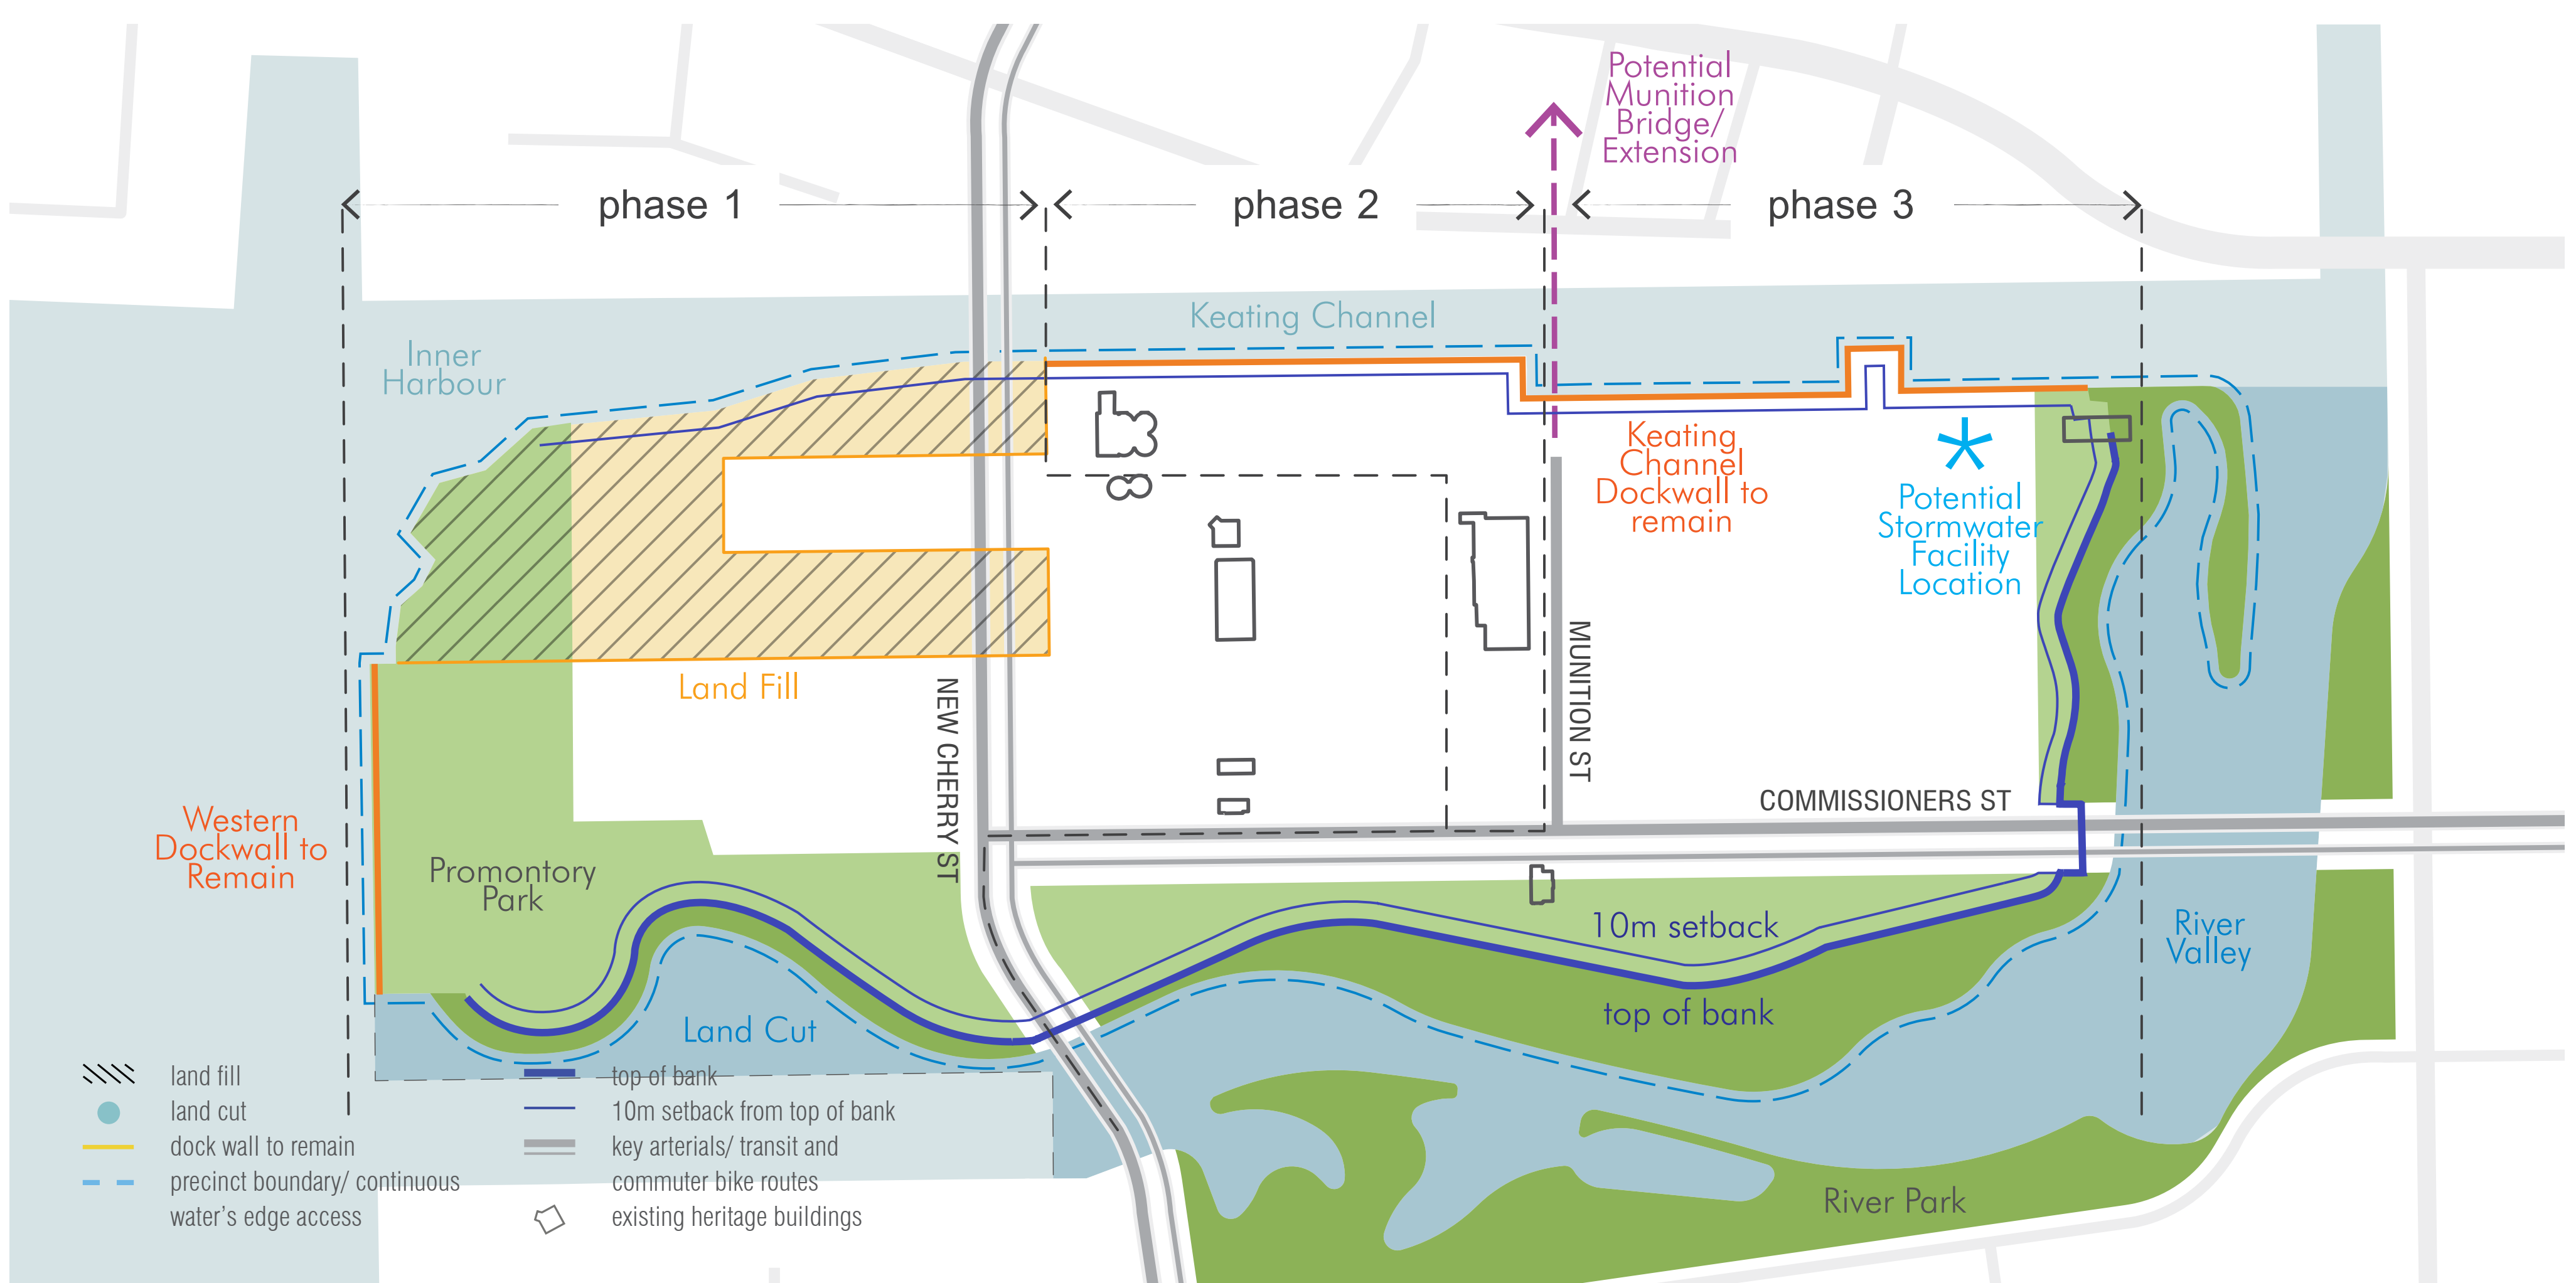 Potential
Munition
Bridge/
Extension
phase 1
phase 2
phase 3
Keating Channel
Inner
Harbour
Keating
Channel
Dockwall to
remain
Potential
Stormwater
Facility
Location
Land Fill
NEW CHERRY ST
MUNITION ST
COMMISSIONERS ST
Western
Dockwall to
Remain
Promontory
Park
10m setback
top of bank
River
Valley
Land Cut
River Park
land fill
land cut
dock wall to remain
precinct boundary/ continuous
water's edge access
top of bank
10m setback from top of bank
key arterials/ transit and
commuter bike routes
existing heritage buildings